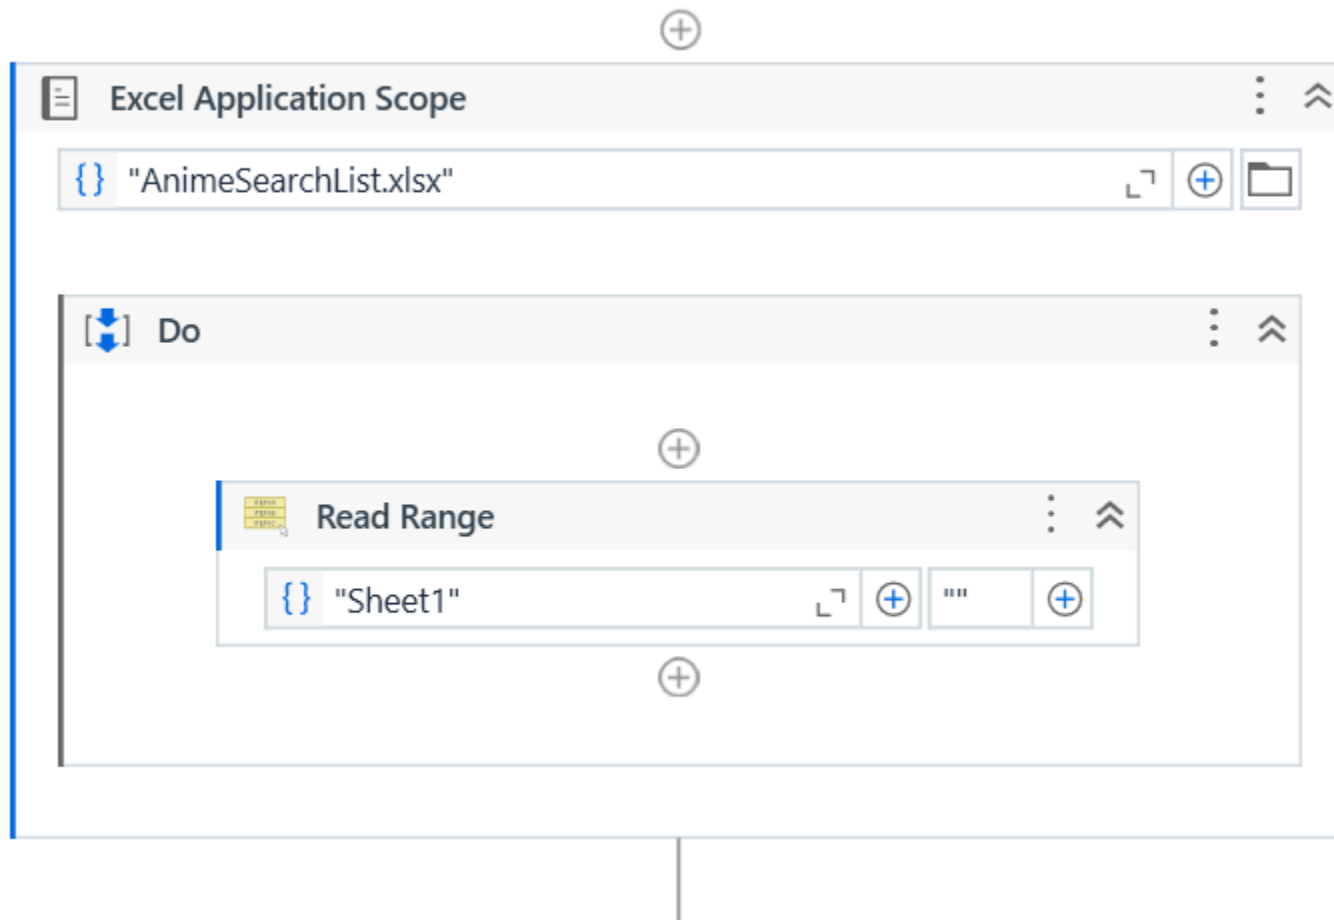 Excel Application Scope
{} "AnimeSearchList.xlsx"
Do
Read Range
{} "Sheet1" ""